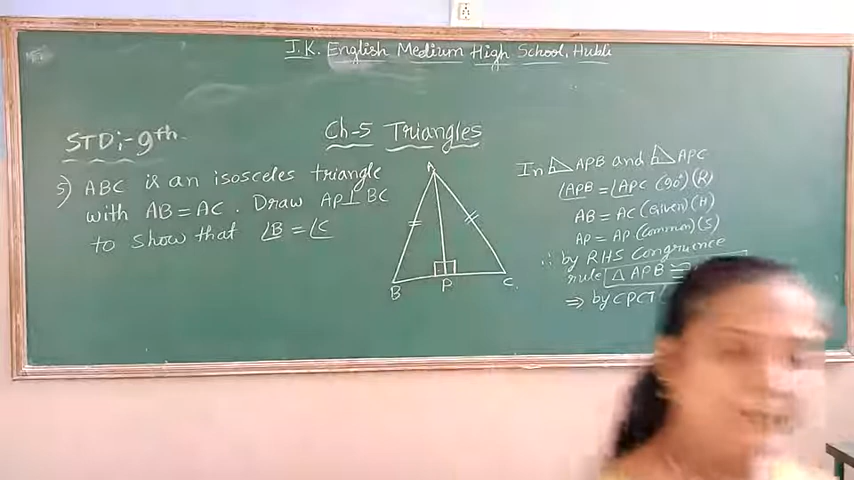 J.K. English Medium High School, Hubli
STD:- 9th
Ch-5 Triangles
5) ABC is an isosceles triangle
with AB = AC. Draw AP⊥BC
to show that ∠B = ∠C
A
B
P
C
In △APB and △APC
∠APB = ∠APC (90°) (R)
AB = AC (Given) (H)
AP = AP (common) (S)
∴ by RHS Congruence
rule △APB ≅
⇒ by CPCT